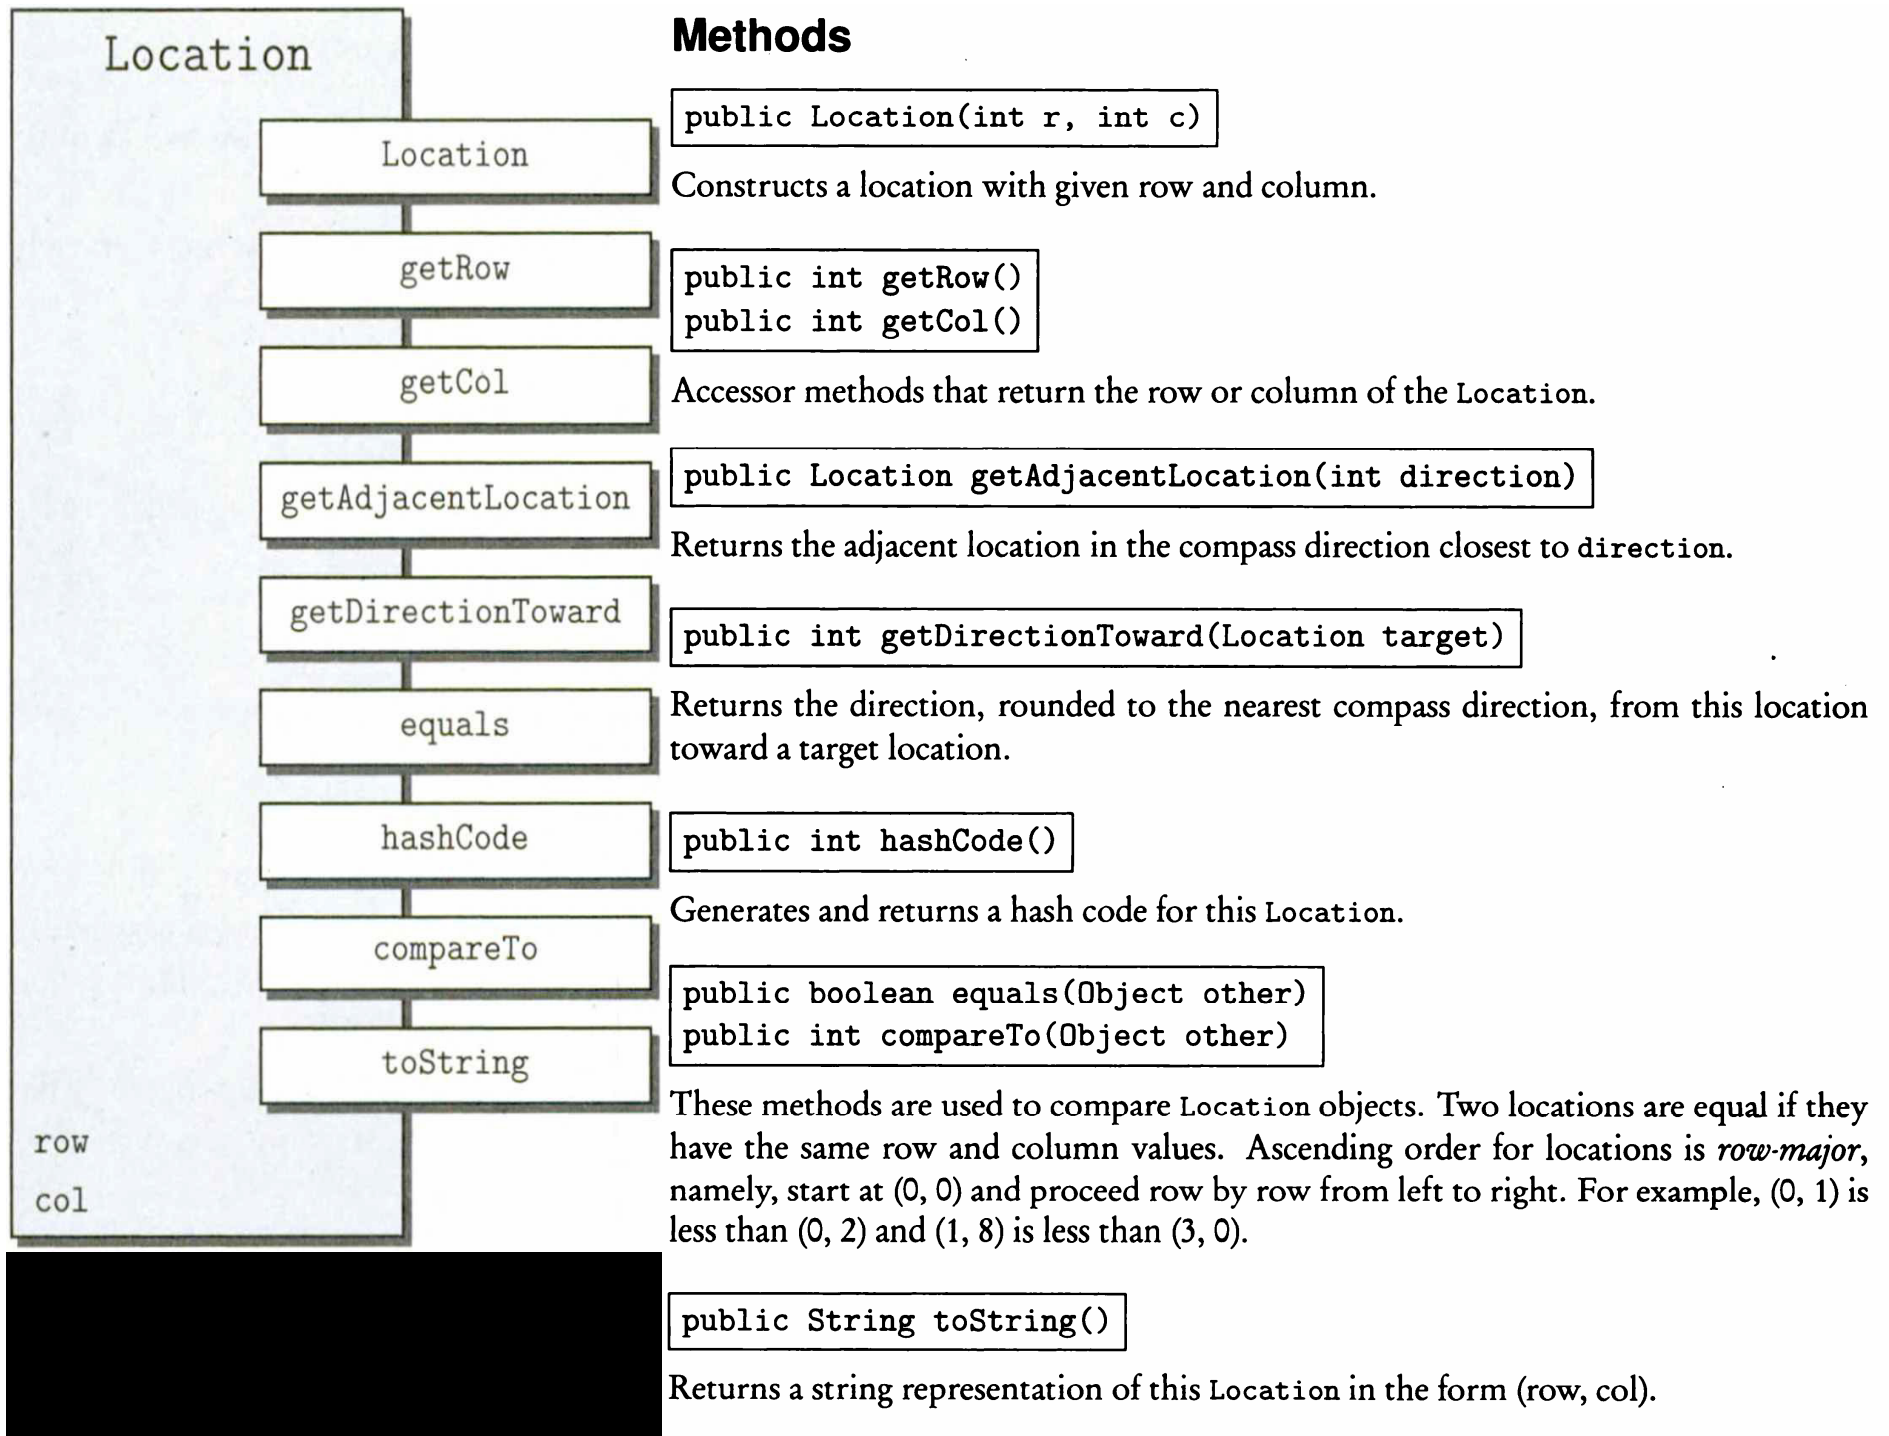 Location
Location
getRow
getCol
getAdjacentLocation
getDirectionToward
equals
hashCode
compareTo
toString
row
col
Methods
public Location(int r, int c)
Constructs a location with given row and column.
public int getRow()
public int getCol()
Accessor methods that return the row or column of the Location.
public Location getAdjacentLocation(int direction)
Returns the adjacent location in the compass direction closest to direction.
public int getDirectionToward(Location target)
Returns the direction, rounded to the nearest compass direction, from this location
toward a target location.
public int hashCode()
Generates and returns a hash code for this Location.
public boolean equals(Object other)
public int compareTo(Object other)
These methods are used to compare Location objects. Two locations are equal if they
have the same row and column values. Ascending order for locations is row-major,
namely, start at (0, 0) and proceed row by row from left to right. For example, (0, 1) is
less than (0, 2) and (1, 8) is less than (3, 0).
public String toString()
Returns a string representation of this Location in the form (row, col).